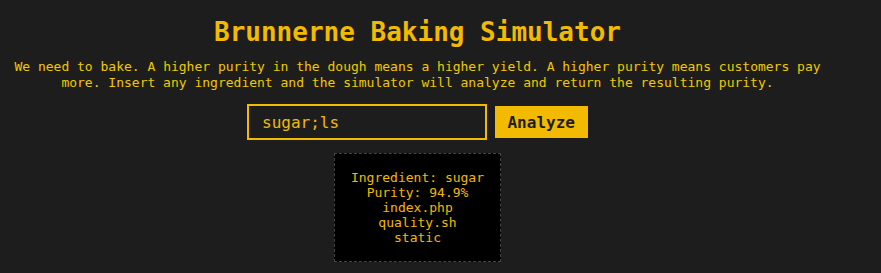 Brunnerne Baking Simulator
We need to bake. A higher purity in the dough means a higher yield. A higher purity means customers pay
more. Insert any ingredient and the simulator will analyze and return the resulting purity.
sugar;ls
Analyze
Ingredient: sugar
Purity: 94.9%
index.php
quality.sh
static